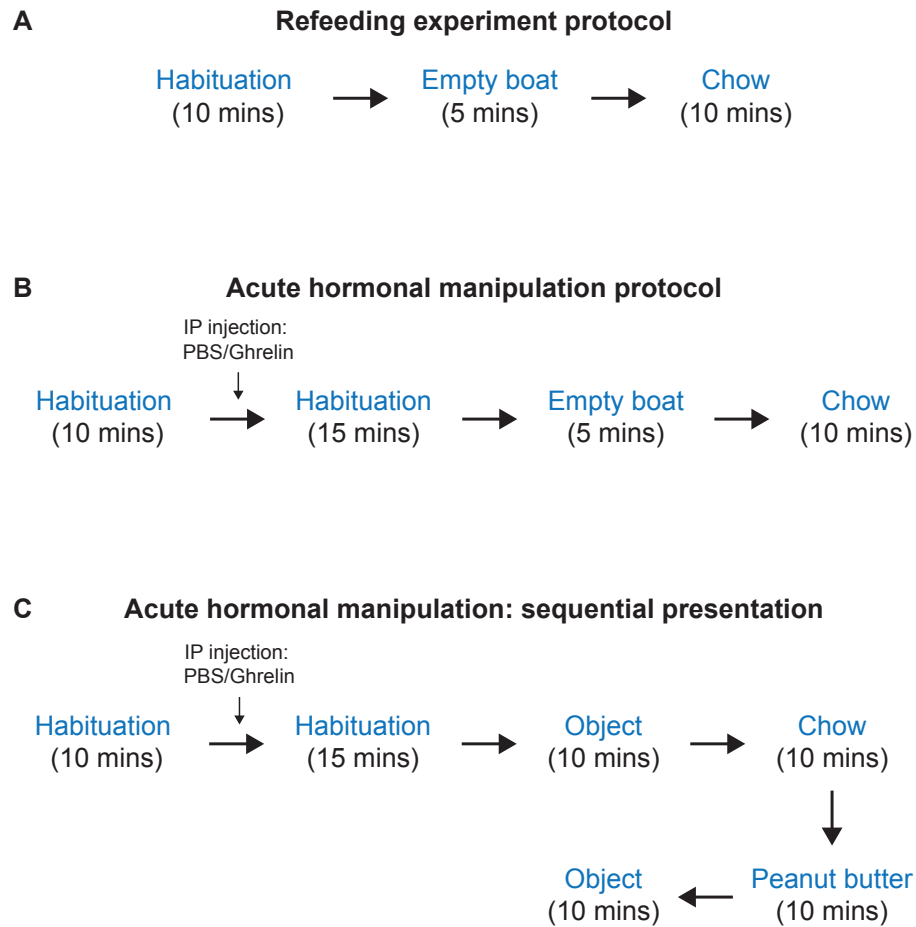 A
Refeeding experiment protocol
Habituation
(10 mins)
Empty boat
(5 mins)
Chow
(10 mins)
B
Acute hormonal manipulation protocol
IP injection:
PBS/Ghrelin
Habituation
(10 mins)
Habituation
(15 mins)
Empty boat
(5 mins)
Chow
(10 mins)
C
Acute hormonal manipulation: sequential presentation
IP injection:
PBS/Ghrelin
Habituation
(10 mins)
Habituation
(15 mins)
Object
(10 mins)
Chow
(10 mins)
Peanut butter
(10 mins)
Object
(10 mins)